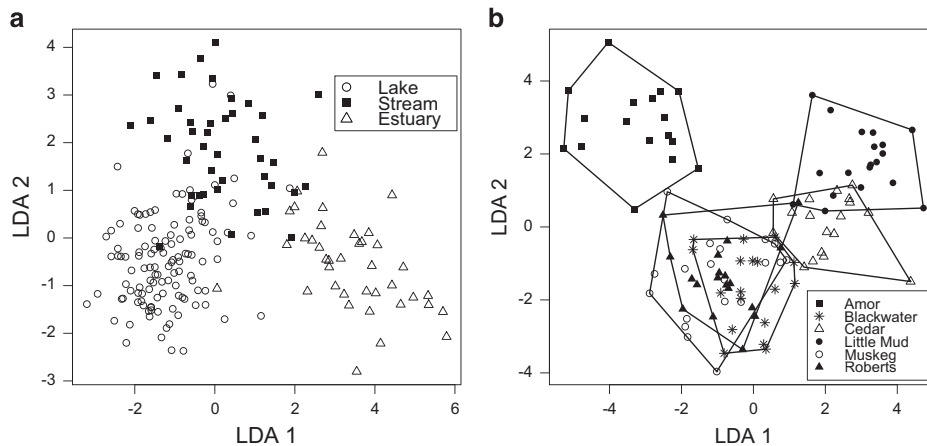 a
4
3
2
1
0
-1
-2
-3
LDA 2
Lake
Stream
Estuary
-2
0
2
4
6
LDA 1
b
4
2
0
-2
-4
LDA 2
Amor
Blackwater
Cedar
Little Mud
Muskeg
Roberts
-4
-2
0
2
4
LDA 1